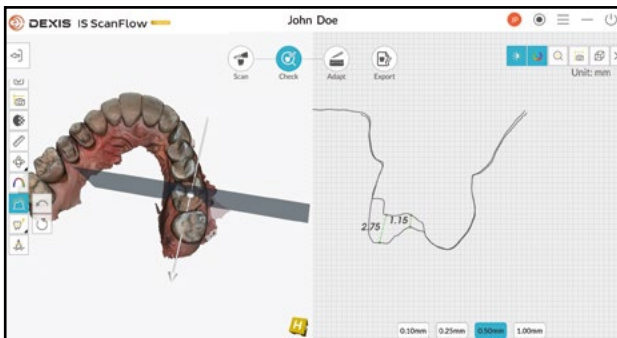 DEXIS IS ScanFlow
John Doe
Scan
Check
Adapt
Export
Unit: mm
2.75
1.15
H
0.10mm
0.25mm
0.50mm
1.00mm